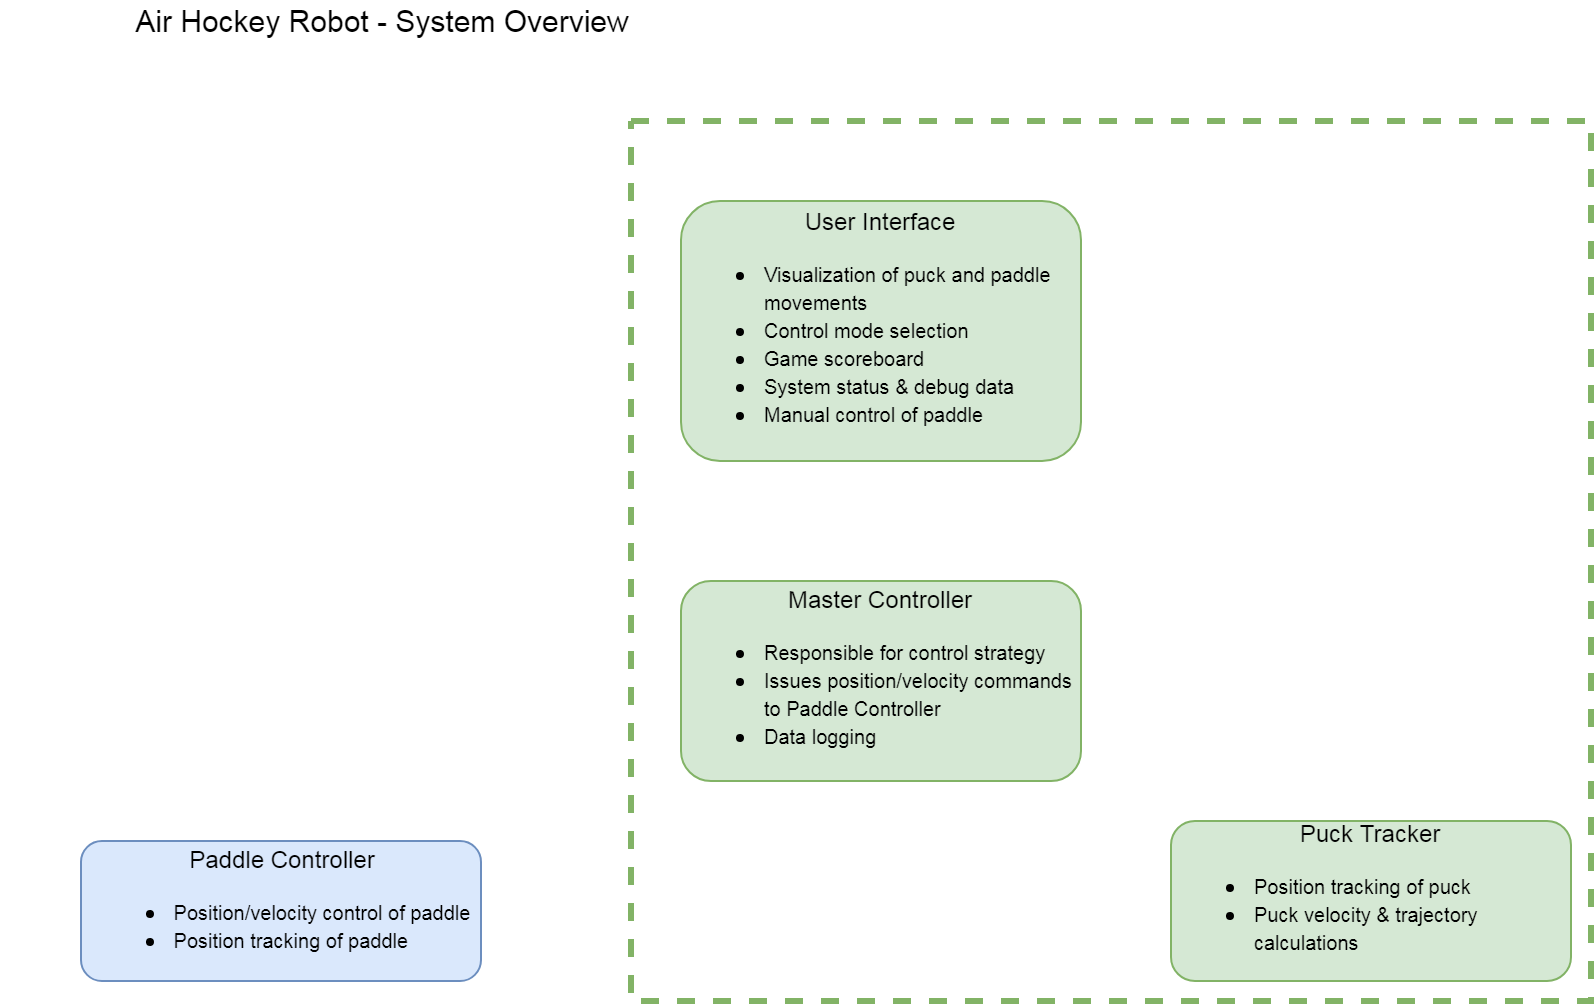 Air Hockey Robot - System Overview
User Interface
Visualization of puck and paddle
movements
Control mode selection
Game scoreboard
System status & debug data
Manual control of paddle
Master Controller
Responsible for control strategy
Issues position/velocity commands
to Paddle Controller
Data logging
Paddle Controller
Position/velocity control of paddle
Position tracking of paddle
Puck Tracker
Position tracking of puck
Puck velocity & trajectory
calculations